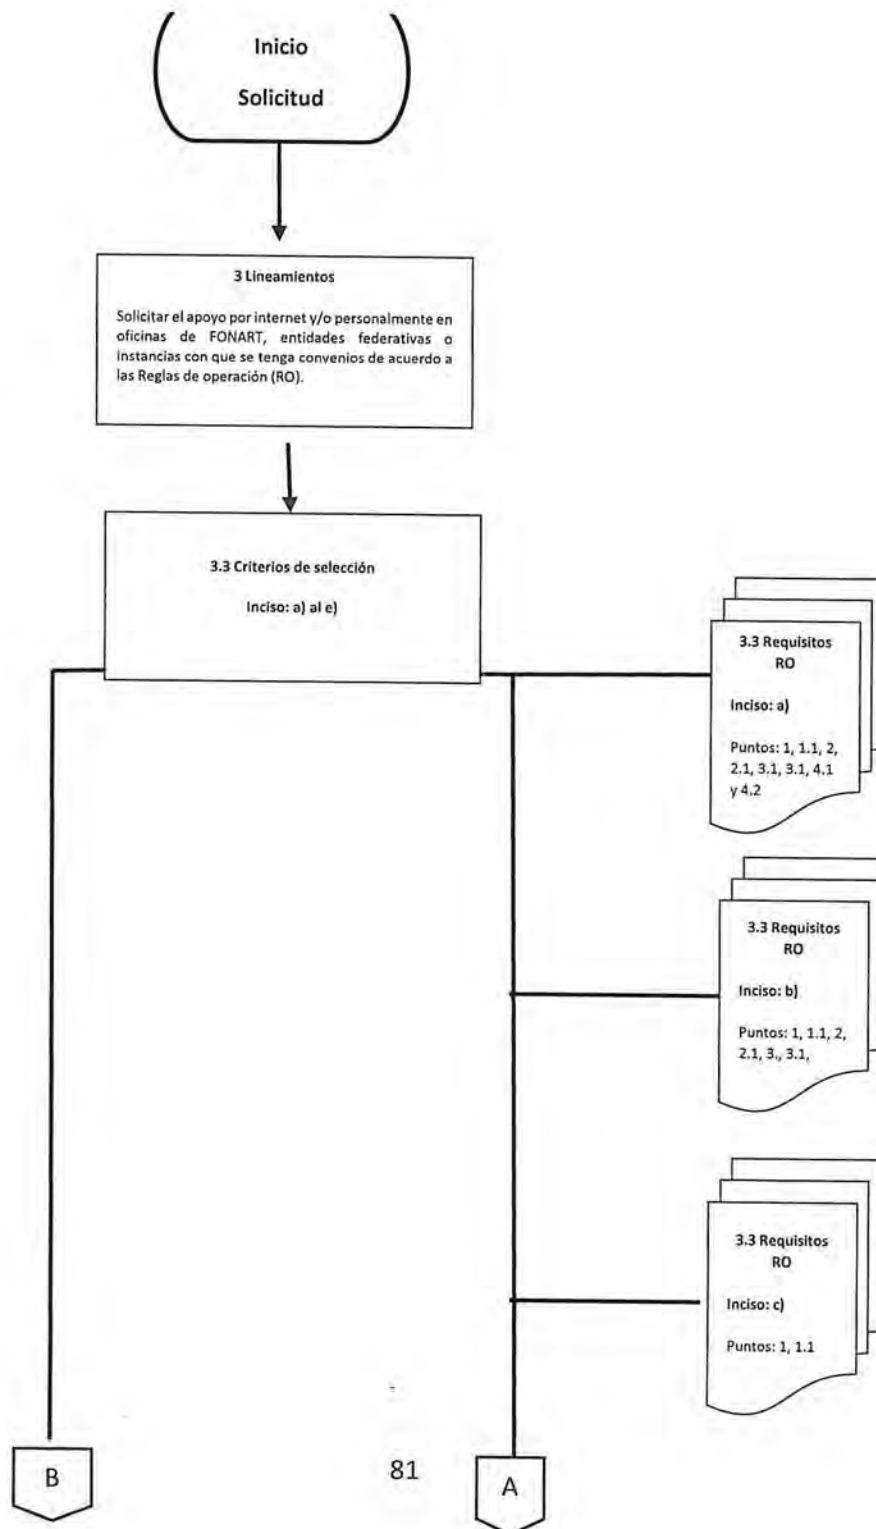 Inicio
Solicitud
3 Lineamientos
Solicitar el apoyo por internet y/o personalmente en
oficinas de FONART, entidades federativas o
instancias con que se tenga convenios de acuerdo a
las Reglas de operación (RO).
3.3 Criterios de selección
Inciso: a) al e)
3.3 Requisitos
RO
Inciso: a)
Puntos: 1, 1.1, 2,
2.1, 3.1, 3.1, 4.1
y 4.2
3.3 Requisitos
RO
Inciso: b)
Puntos: 1, 1.1, 2,
2.1, 3., 3.1,
3.3 Requisitos
RO
Inciso: c)
Puntos: 1, 1.1
B
81
A